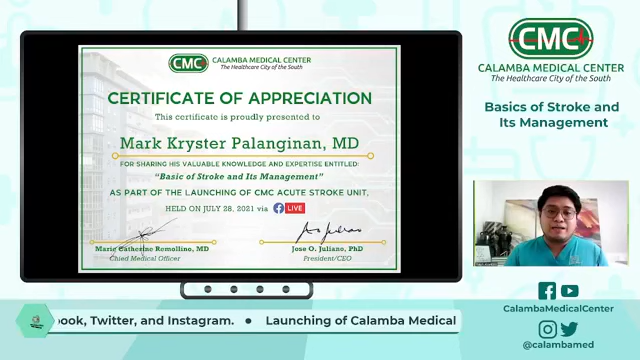 CMC
CALAMBA MEDICAL CENTER
The Healthcare City of the South
CERTIFICATE OF APPRECIATION
This certificate is proudly presented to
Mark Kryster Palanginan, MD
FOR SHARING HIS VALUABLE KNOWLEDGE AND EXPERTISE ENTITLED:
"Basic of Stroke and Its Management"
AS PART OF THE LAUNCHING OF CMC ACUTE STROKE UNIT,
HELD ON JULY 28, 2021 via LIVE
Marie Catherine Romollino, MD
Chied Medical Officer
Jose O. Juliano, PhD
President/CEO
CMC
CALAMBA MEDICAL CENTER
The Healthcare City of the South
Basics of Stroke and
Its Management
CalambaMedicalCenter
@calambamed
book, Twitter, and Instagram. • Launching of Calamba Medical